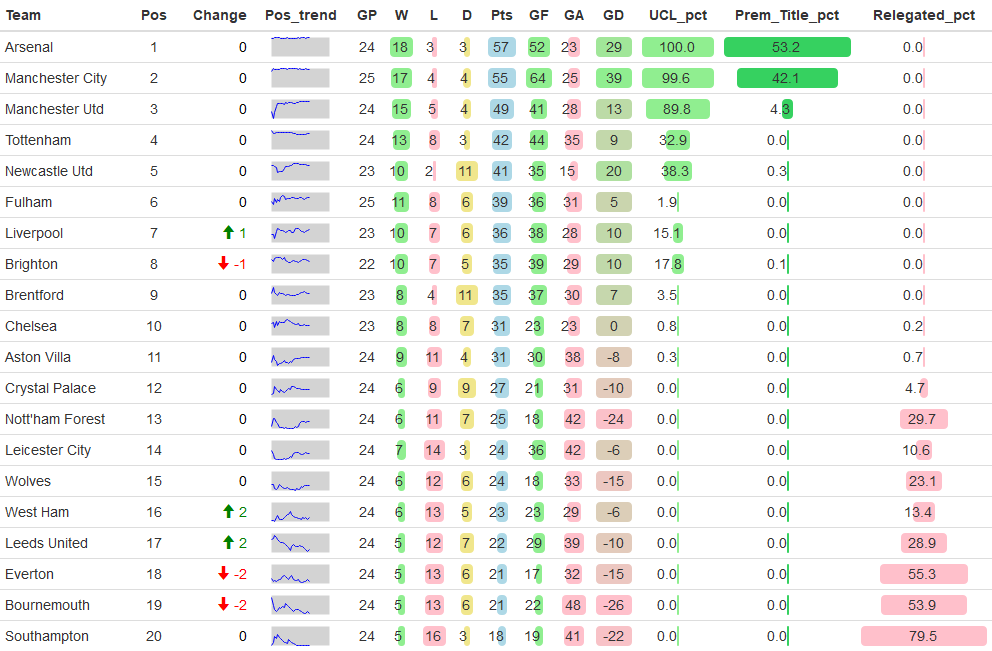 Team Pos Change Pos_trend GP W L D Pts GF GA GD UCL_pct Prem_Title_pct Relegated_pct
Arsenal 1 0 24 18 3 3 57 52 23 29 100.0 53.2 0.0
Manchester City 2 0 25 17 4 4 55 64 25 39 99.6 42.1 0.0
Manchester Utd 3 0 24 15 5 4 49 41 28 13 89.8 4.3 0.0
Tottenham 4 0 24 13 8 3 42 44 35 9 32.9 0.0 0.0
Newcastle Utd 5 0 23 10 2 11 41 35 15 20 38.3 0.3 0.0
Fulham 6 0 25 11 8 6 39 36 31 5 1.9 0.0 0.0
Liverpool 7 1 23 10 7 6 36 38 28 10 15.1 0.0 0.0
Brighton 8 -1 22 10 7 5 35 39 29 10 17.8 0.1 0.0
Brentford 9 0 23 8 4 11 35 37 30 7 3.5 0.0 0.0
Chelsea 10 0 23 8 8 7 31 23 23 0 0.8 0.0 0.2
Aston Villa 11 0 24 9 11 4 31 30 38 -8 0.3 0.0 0.7
Crystal Palace 12 0 24 6 9 9 27 21 31 -10 0.0 0.0 4.7
Nott'ham Forest 13 0 24 6 11 7 25 18 42 -24 0.0 0.0 29.7
Leicester City 14 0 24 7 14 3 24 36 42 -6 0.0 0.0 10.6
Wolves 15 0 24 6 12 6 24 18 33 -15 0.0 0.0 23.1
West Ham 16 2 24 6 13 5 23 23 29 -6 0.0 0.0 13.4
Leeds United 17 2 24 5 12 7 22 29 39 -10 0.0 0.0 28.9
Everton 18 -2 24 5 13 6 21 17 32 -15 0.0 0.0 55.3
Bournemouth 19 -2 24 5 13 6 21 22 48 -26 0.0 0.0 53.9
Southampton 20 0 24 5 16 3 18 19 41 -22 0.0 0.0 79.5